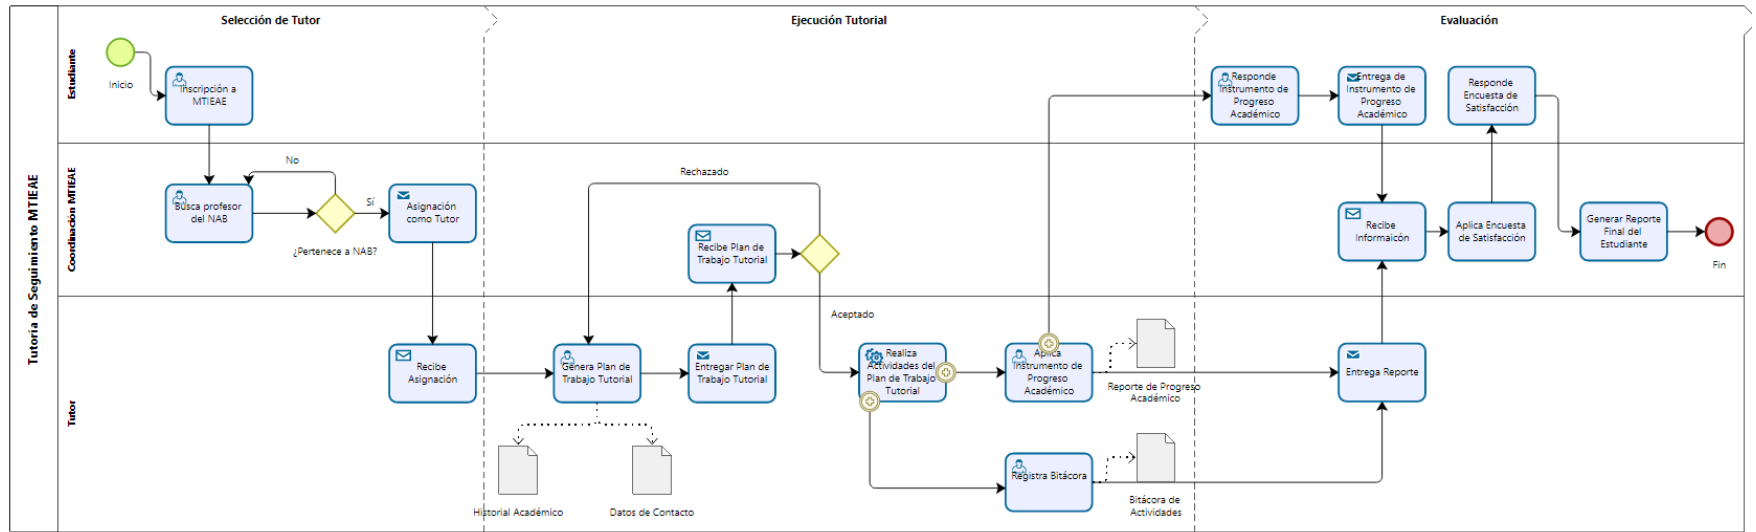 Tutoría de Seguimiento MTIEAE
Selección de Tutor
Ejecución Tutorial
Evaluación
Estudiante
Inicio
Inscripción a
MTIEAE
Responde
Instrumento de
Progreso
Académico
Entrega de
Instrumento de
Progreso
Académico
Responde
Encuesta de
Satisfacción
Coordinación MTIEAE
Busca profesor
del NAB
No
¿Pertenece a NAB?
Sí
Asignación
como Tutor
Rechazado
Recibe Plan de
Trabajo Tutorial
Aceptado
Recibe
Informaicón
Aplica Encuesta
de Satisfacción
Generar Reporte
Final del
Estudiante
Fin
Tutor
Recibe
Asignación
Génera Plan de
Trabajo Tutorial
Entregar Plan de
Trabajo Tutorial
Historial Académico
Datos de Contacto
Realiza
Actividades del
Plan de Trabajo
Tutorial
Aplica
Instrumento de
Progreso
Académico
Reporte de Progreso
Académico
Registra Bitácora
Bitácora de
Actividades
Entrega Reporte